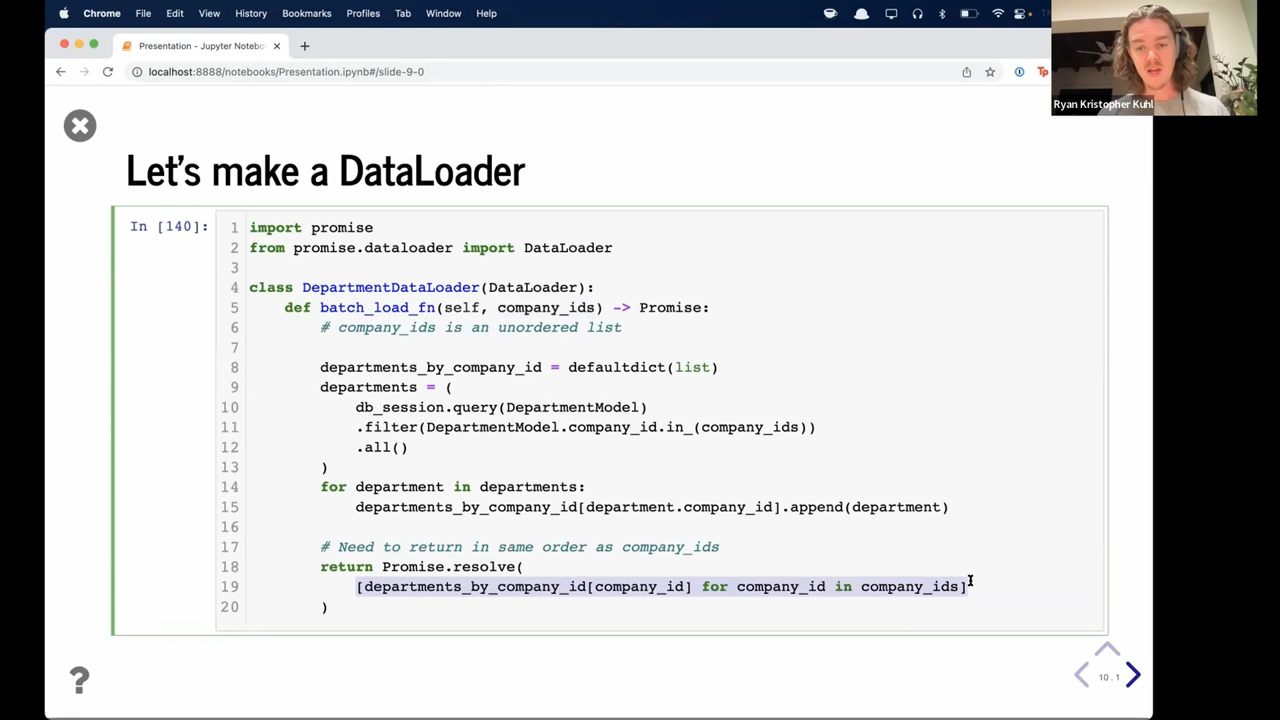 Chrome File Edit View History Bookmarks Profiles Tab Window Help
Presentation - Jupyter Notebo
localhost:8888/notebooks/Presentation.ipynb#/slide-9-0
Tp
Ryan Kristopher Kuhl
Let's make a DataLoader
In [140]:
1 import promise
2 from promise.dataloader import DataLoader
3
4 class DepartmentDataLoader(DataLoader):
5 def batch_load_fn(self, company_ids) -> Promise:
6 # company_ids is an unordered list
7
8 departments_by_company_id = defaultdict(list)
9 departments = (
10 db_session.query(DepartmentModel)
11 .filter(DepartmentModel.company_id.in_(company_ids))
12 .all()
13 )
14 for department in departments:
15 departments_by_company_id[department.company_id].append(department)
16
17 # Need to return in same order as company_ids
18 return Promise.resolve(
19 [departments_by_company_id[company_id] for company_id in company_ids]
20 )
?
10.1